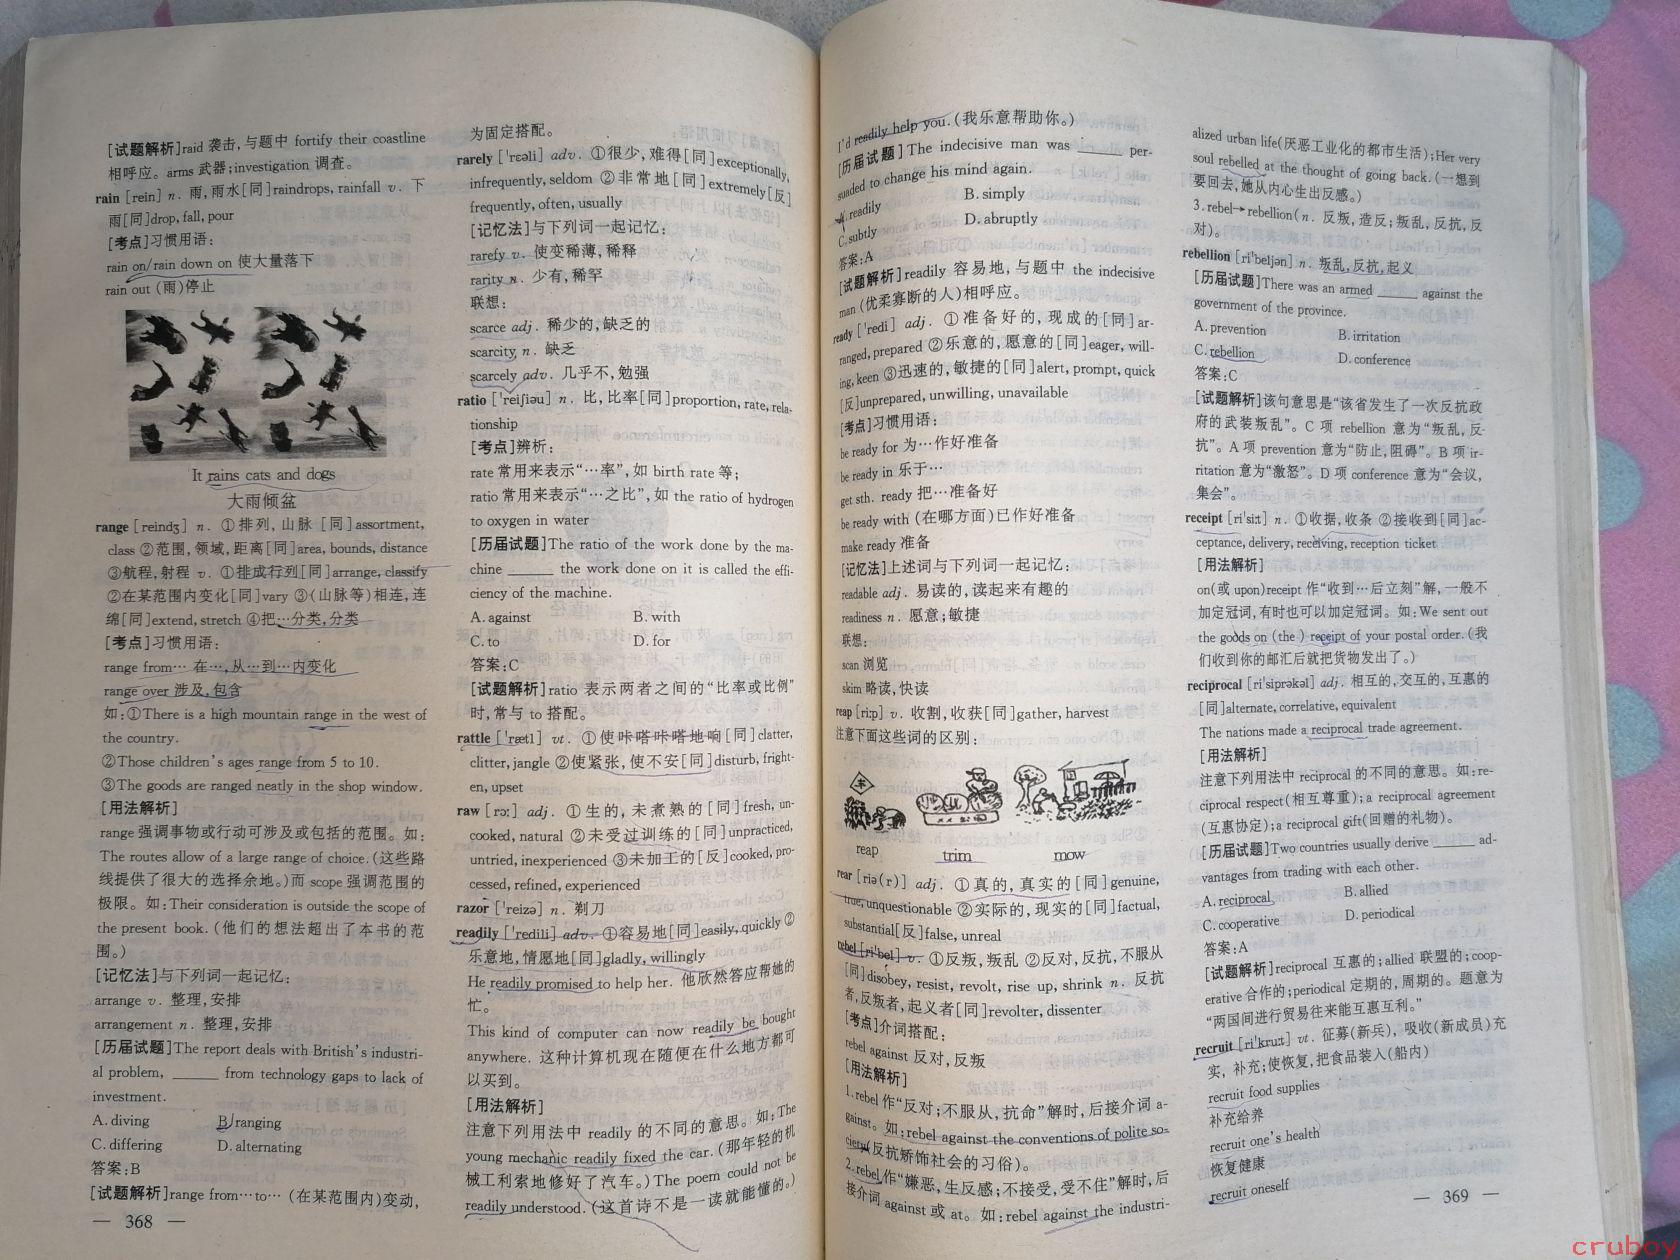 [试题解析]raid 袭击,与题中 fortify their coastline
相呼应。arms 武器;investigation 调查。
rain [rein] n. 雨,雨水[同]raindrops, rainfall v. 下
雨[同]drop, fall, pour
[考点]习惯用语:
rain on/rain down on 使大量落下
rain out (雨)停止
It rains cats and dogs
大雨倾盆
range [reindʒ] n. ①排列, 山脉 [同] assortment,
class ②范围,领域,距离[同]area, bounds, distance
③航程,射程 v. ①排成行列[同]arrange, classify
②在某范围内变化[同]vary ③(山脉等)相连,连
绵[同]extend, stretch ④把…分类,分类
[考点]习惯用语:
range from… 在…,从…到…内变化
range over 涉及,包含
如:①There is a high mountain range in the west of
the country.
②Those children's ages range from 5 to 10.
③The goods are ranged neatly in the shop window.
[用法解析]
range 强调事物或行动可涉及或包括的范围。如:
The routes allow of a large range of choice.(这些路
线提供了很大的选择余地。)而 scope 强调范围的
极限。如:Their consideration is outside the scope of
the present book.(他们的想法超出了本书的范
围。)
[记忆法]与下列词一起记忆:
arrange v. 整理,安排
arrangement n. 整理,安排
[历届试题]The report deals with British's industri-
al problem, ______ from technology gaps to lack of
investment.
A. diving B. ranging
C. differing D. alternating
答案:B
[试题解析]range from…to… (在某范围内)变动,
— 368 —
为固定搭配。
rarely ['rɛəli] adv. ①很少,难得[同]exceptionally,
infrequently, seldom ②非常地[同]extremely[反]
frequently, often, usually
[记忆法]与下列词一起记忆:
rarefy v. 使变稀薄,稀释
rarity n. 少有,稀罕
联想:
scarce adj. 稀少的,缺乏的
scarcity n. 缺乏
scarcely adv. 几乎不,勉强
ratio ['reiʃiəu] n. 比,比率[同]proportion, rate, rela-
tionship
[考点]辨析:
rate 常用来表示“…率”,如 birth rate 等;
ratio 常用来表示“…之比”,如 the ratio of hydrogen
to oxygen in water
[历届试题]The ratio of the work done by the ma-
chine ______ the work done on it is called the effi-
ciency of the machine.
A. against B. with
C. to D. for
答案:C
[试题解析]ratio 表示两者之间的“比率或比例”
时,常与 to 搭配。
rattle ['rætl] vt. ①使咔嗒咔嗒地响[同]clatter,
clitter, jangle ②使紧张,使不安[同]disturb, fright-
en, upset
raw [rɔː] adj. ①生的, 未煮熟的[同]fresh, un-
cooked, natural ②未受过训练的[同]unpracticed,
untried, inexperienced ③未加工的[反]cooked, pro-
cessed, refined, experienced
razor ['reizə] n. 剃刀
readily ['redili] adv. ①容易地[同]easily, quickly ②
乐意地,情愿地[同]gladly, willingly
He readily promised to help her. 他欣然答应帮她的
忙。
This kind of computer can now readily be bought
anywhere. 这种计算机现在随便在什么地方都可
以买到。
[用法解析]
注意下列用法中 readily 的不同的意思。如:The
young mechanic readily fixed the car.(那年轻的机
械工利索地修好了汽车。)The poem could not be
readily understood.(这首诗不是一读就能懂的。)
I'd readily help you.(我乐意帮助你。)
[历届试题]The indecisive man was ______ per-
suaded to change his mind again.
A. readily B. simply
C. subtly D. abruptly
答案:A
[试题解析]readily 容易地,与题中 the indecisive
man (优柔寡断的人)相呼应。
ready ['redi] adj. ①准备好的, 现成的[同]ar-
ranged, prepared ②乐意的,愿意的[同]eager, will-
ing, keen ③迅速的,敏捷的[同]alert, prompt, quick
[反]unprepared, unwilling, unavailable
[考点]习惯用语:
be ready for 为…作好准备
be ready in 乐于…
get sth. ready 把…准备好
be ready with (在哪方面)已作好准备
make ready 准备
[记忆法]上述词与下列词一起记忆:
readable adj. 易读的,读起来有趣的
readiness n. 愿意;敏捷
联想:
scan 浏览
skim 略读,快读
reap [riːp] v. 收割,收获[同]gather, harvest
注意下面这些词的区别:
reap trim mow
rear [riə(r)] adj. ①真的,真实的[同]genuine,
true, unquestionable ②实际的,现实的[同]factual,
substantial[反]false, unreal
rebel [ri'bel] v. ①反叛,叛乱 ②反对,反抗,不服从
[同]disobey, resist, revolt, rise up, shrink n. 反抗
者,反叛者,起义者[同]revolter, dissenter
[考点]介词搭配:
rebel against 反对,反叛
[用法解析]
1. rebel 作“反对;不服从,抗命”解时,后接介词 a-
gainst。如:rebel against the conventions of polite so-
ciety(反抗矫饰社会的习俗)。
2. rebel 作“嫌恶,生反感;不接受,受不住”解时,后
接介词 against 或 at。如:rebel against the industri-
alized urban life(厌恶工业化的都市生活);Her very
soul rebelled at the thought of going back.(一想到
要回去,她从内心生出反感。)
3. rebel→rebellion(n. 反叛,造反;叛乱,反抗,反
对)。
rebellion [ri'beljən] n. 叛乱,反抗,起义
[历届试题]There was an armed ______ against the
government of the province.
A. prevention B. irritation
C. rebellion D. conference
答案:C
[试题解析]该句意思是“该省发生了一次反抗政
府的武装叛乱”。C 项 rebellion 意为“叛乱,反
抗”。A 项 prevention 意为“防止,阻碍”。B 项 ir-
ritation 意为“激怒”。D 项 conference 意为“会议,
集会”。
receipt [ri'siːt] n. ①收据,收条 ②接收到[同]ac-
ceptance, delivery, receiving, reception ticket
[用法解析]
on(或 upon)receipt 作“收到…后立刻”解,一般不
加定冠词,有时也可以加定冠词。如:We sent out
the goods on (the) receipt of your postal order.(我
们收到你的邮汇后就把货物发出了。)
reciprocal [ri'siprəkəl] adj. 相互的,交互的,互惠的
[同]alternate, correlative, equivalent
The nations made a reciprocal trade agreement.
[用法解析]
注意下列用法中 reciprocal 的不同的意思。如:re-
ciprocal respect(相互尊重);a reciprocal agreement
(互惠协定);a reciprocal gift(回赠的礼物)。
[历届试题]Two countries usually derive ______ ad-
vantages from trading with each other.
A. reciprocal B. allied
C. cooperative D. periodical
答案:A
[试题解析]reciprocal 互惠的;allied 联盟的;coop-
erative 合作的;periodical 定期的,周期的。题意为
“两国间进行贸易往来能互惠互利。”
recruit [ri'kruːt] vt. 征募(新兵), 吸收(新成员)充
实, 补充;使恢复,把食品装入(船内)
recruit food supplies
补充给养
recruit one's health
恢复健康
recruit oneself
— 369 —
cruboy